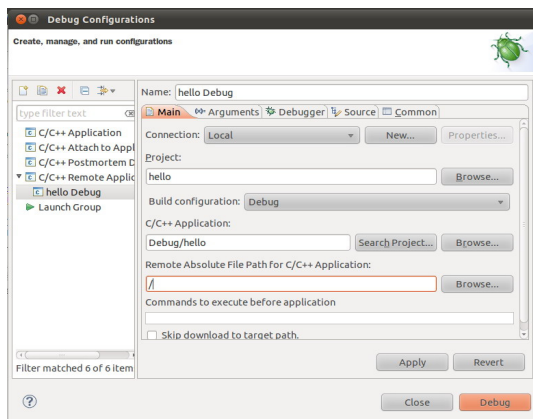 Debug Configurations
Create, manage, and run configurations
Name: hello Debug
type filter text
Main Arguments Debugger Source Common
C/C++ Application
C/C++ Attach to Appl
C/C++ Postmortem D
C/C++ Remote Applic
hello Debug
Launch Group
Connection: Local New... Properties...
Project:
hello Browse...
Build configuration: Debug
C/C++ Application:
Debug/hello Search Project... Browse...
Remote Absolute File Path for C/C++ Application:
/ Browse...
Commands to execute before application
Skip download to target path.
Filter matched 6 of 6 item
Apply Revert
? Close Debug